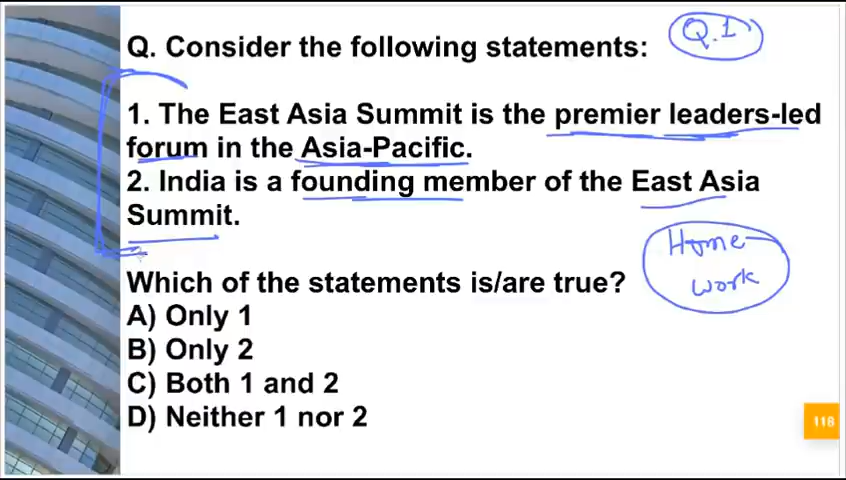 Q. Consider the following statements:
Q.1
1. The East Asia Summit is the premier leaders-led
forum in the Asia-Pacific.
2. India is a founding member of the East Asia
Summit.
Home-
work
Which of the statements is/are true?
A) Only 1
B) Only 2
C) Both 1 and 2
D) Neither 1 nor 2
118